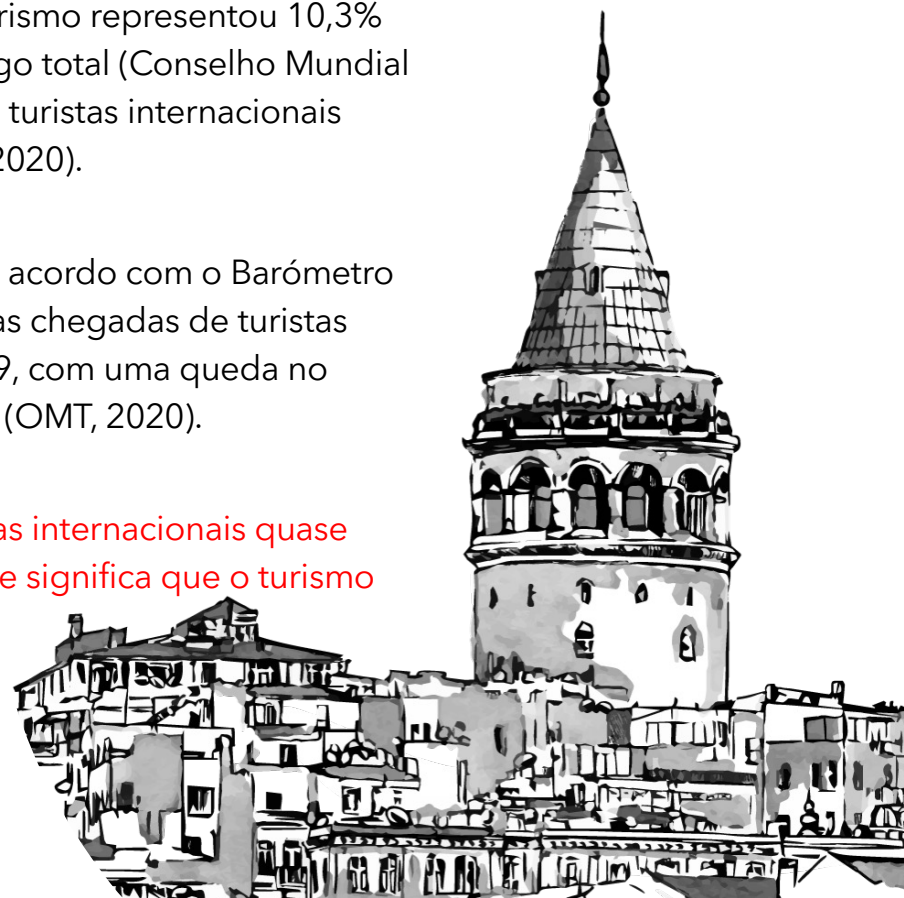 rismo representou 10,3%
go total (Conselho Mundial
turistas internacionais
2020).
acordo com o Barómetro
as chegadas de turistas
9, com uma queda no
(OMT, 2020).
as internacionais quase
e significa que o turismo